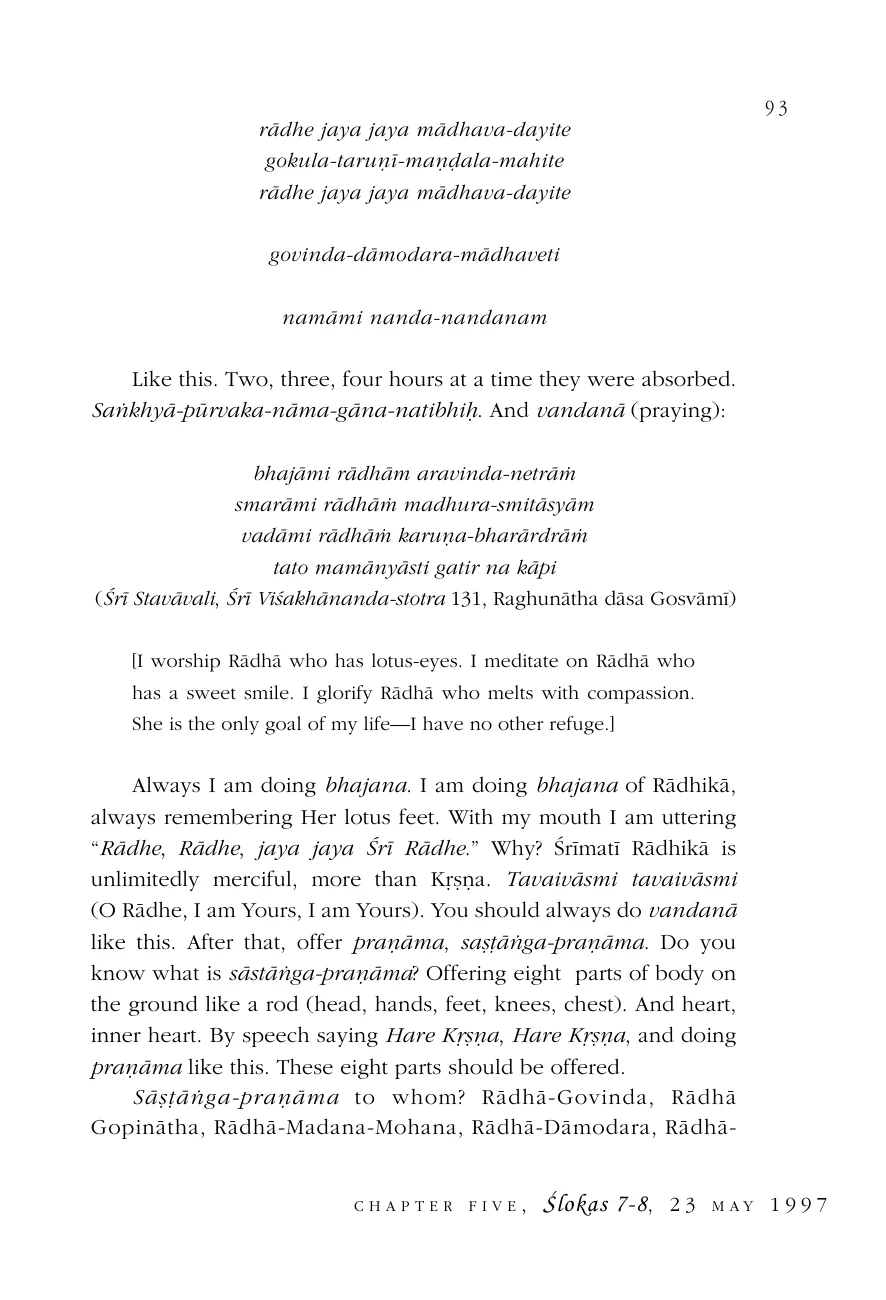 93
rādhe jaya jaya mādhava-dayite
gokula-taruṇī-maṇḍala-mahite
rādhe jaya jaya mādhava-dayite
govinda-dāmodara-mādhaveti
namāmi nanda-nandanam
Like this. Two, three, four hours at a time they were absorbed.
Saṅkhyā-pūrvaka-nāma-gāna-natibhiḥ. And vandanā (praying):
bhajāmi rādhām aravinda-netrāṁ
smarāmi rādhāṁ madhura-smitāsyām
vadāmi rādhāṁ karuṇa-bharārdrāṁ
tato mamānyāsti gatir na kāpi
(Śrī Stavāvali, Śrī Viśakhānanda-stotra 131, Raghunātha dāsa Gosvāmī)
[I worship Rādhā who has lotus-eyes. I meditate on Rādhā who
has a sweet smile. I glorify Rādhā who melts with compassion.
She is the only goal of my life—I have no other refuge.]
Always I am doing bhajana. I am doing bhajana of Rādhikā,
always remembering Her lotus feet. With my mouth I am uttering
“Rādhe, Rādhe, jaya jaya Śrī Rādhe.” Why? Śrīmatī Rādhikā is
unlimitedly merciful, more than Kṛṣṇa. Tavaivāsmi tavaivāsmi
(O Rādhe, I am Yours, I am Yours). You should always do vandanā
like this. After that, offer praṇāma, saṣṭāṅga-praṇāma. Do you
know what is sāstāṅga-praṇāma? Offering eight parts of body on
the ground like a rod (head, hands, feet, knees, chest). And heart,
inner heart. By speech saying Hare Kṛṣṇa, Hare Kṛṣṇa, and doing
praṇāma like this. These eight parts should be offered.
Sāṣṭāṅga-praṇāma to whom? Rādhā-Govinda, Rādhā
Gopinātha, Rādhā-Madana-Mohana, Rādhā-Dāmodara, Rādhā-
CHAPTER FIVE, Ślokas 7-8, 23 MAY 1997